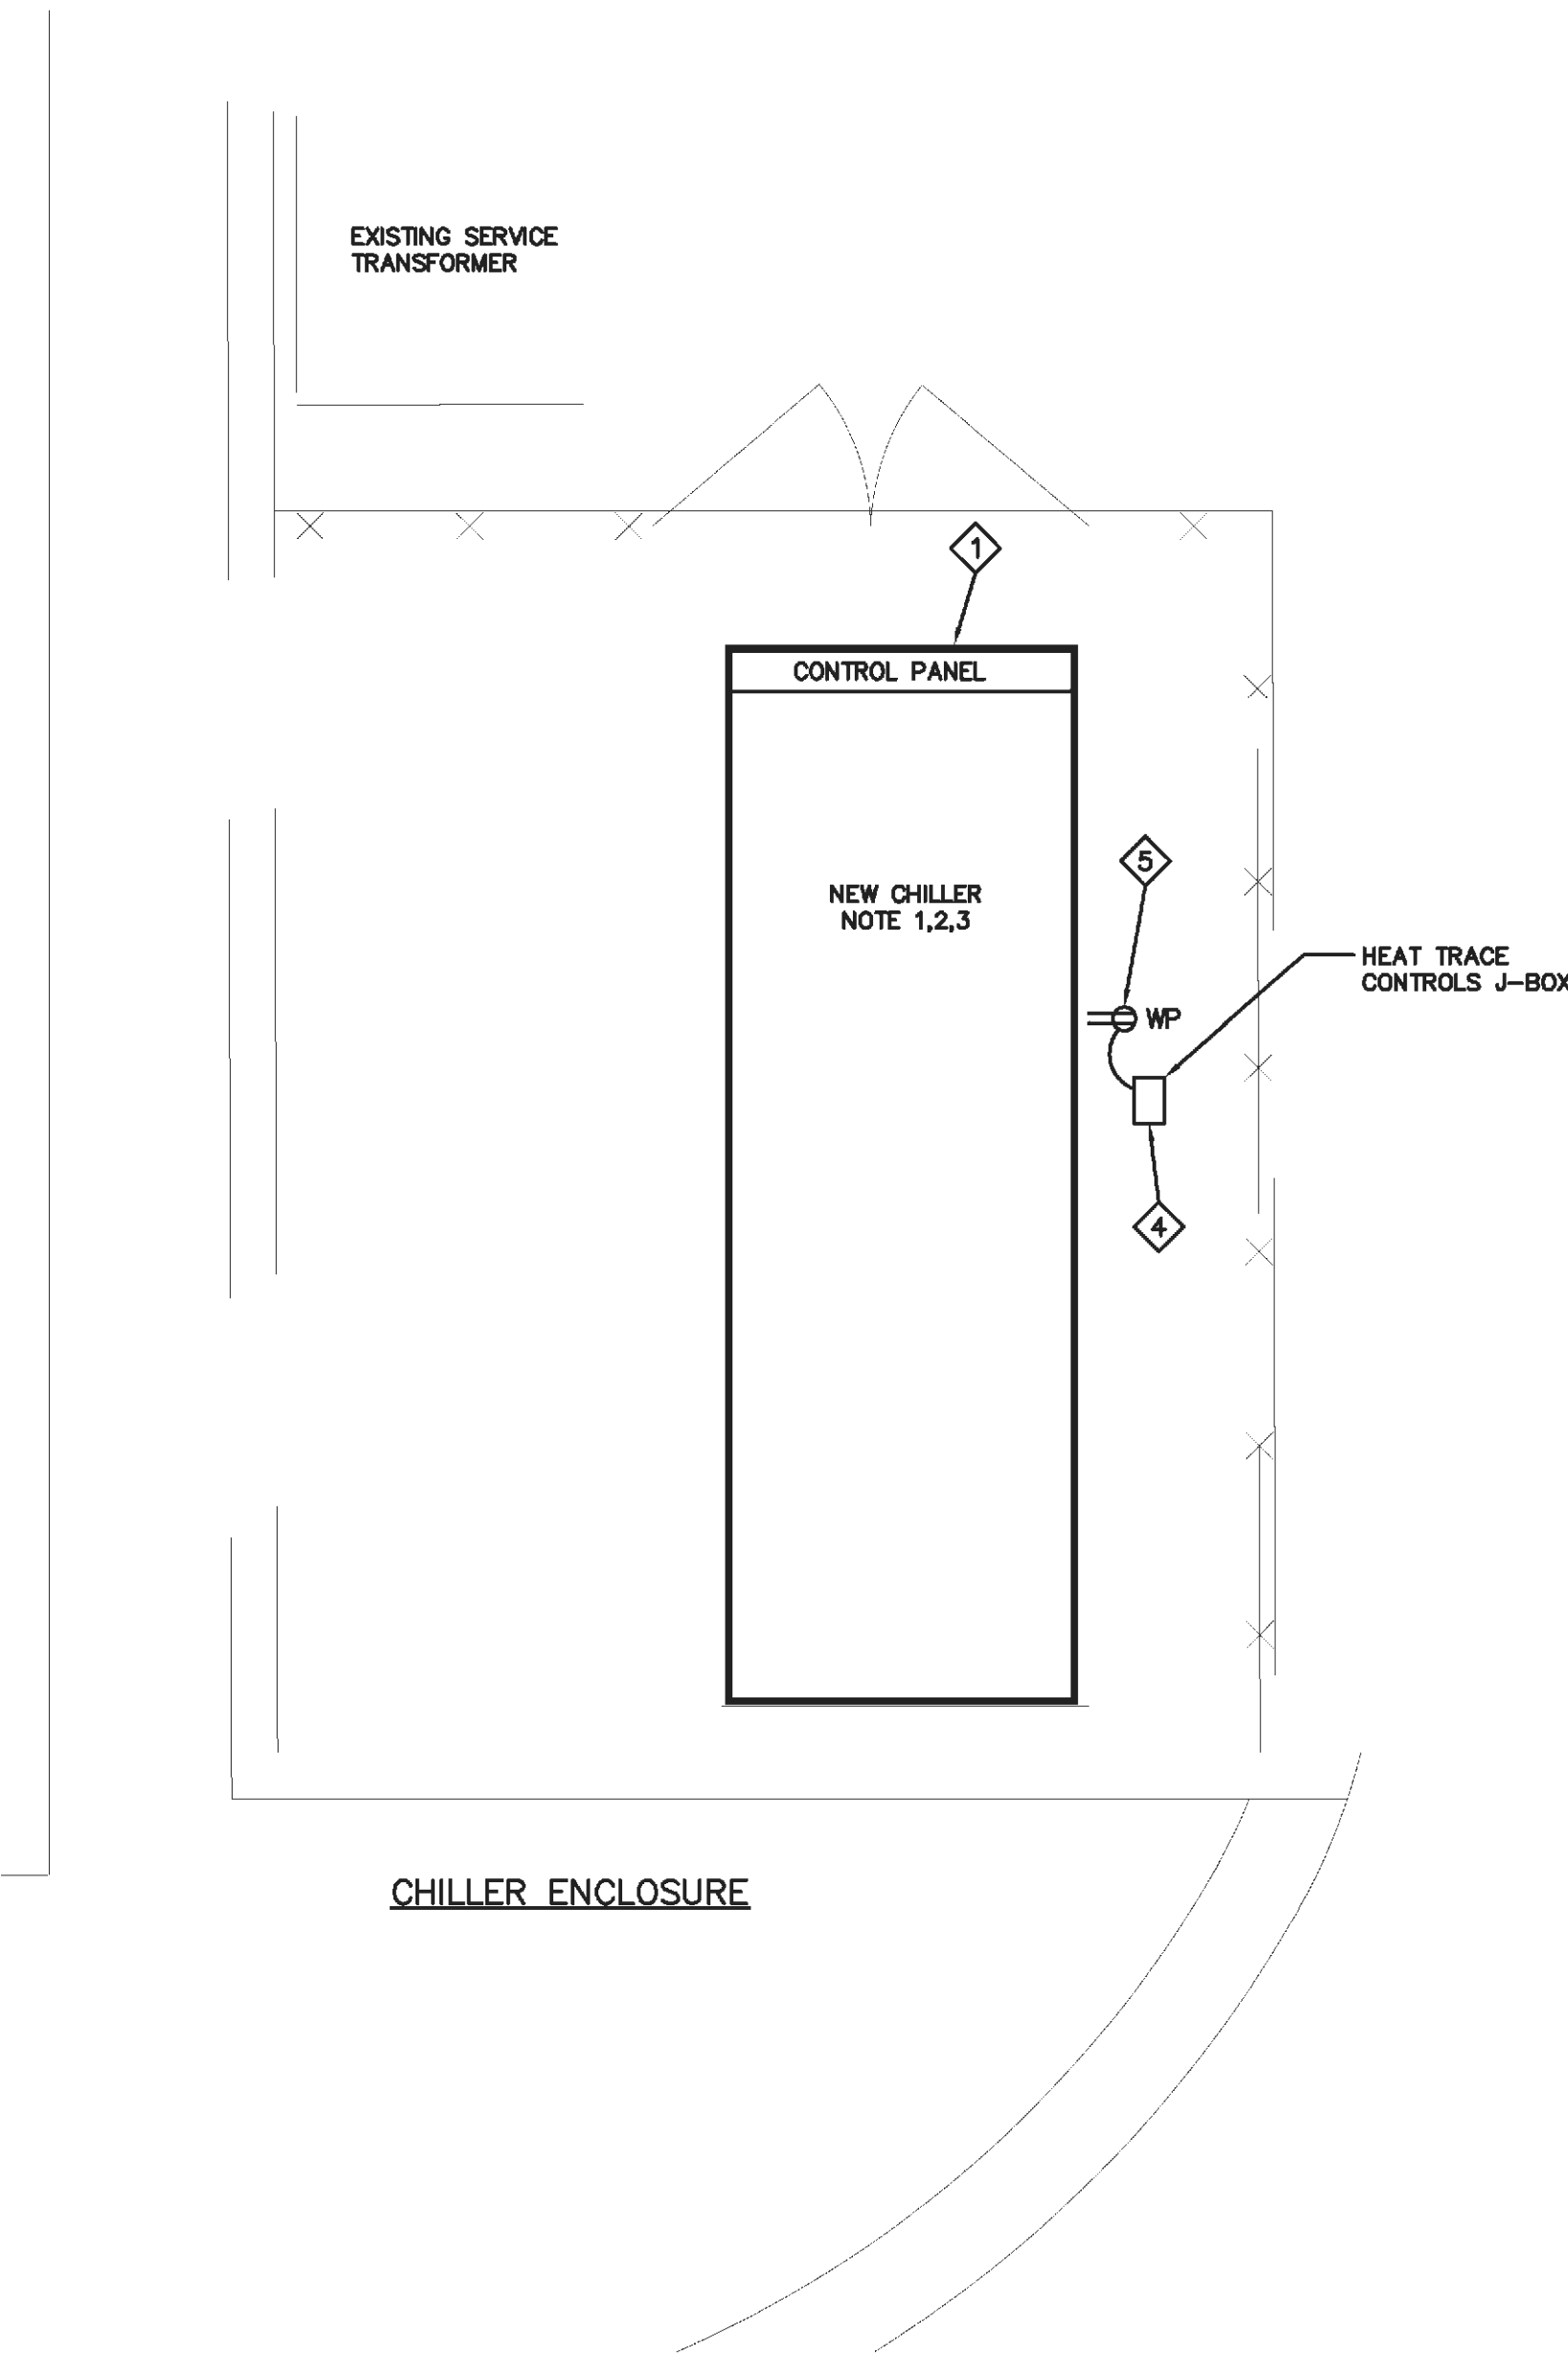 EXISTING SERVICE
TRANSFORMER
1
CONTROL PANEL
5
NEW CHILLER
NOTE 1,2,3
HEAT TRACE
CONTROLS J-BOX
WP
4
CHILLER ENCLOSURE